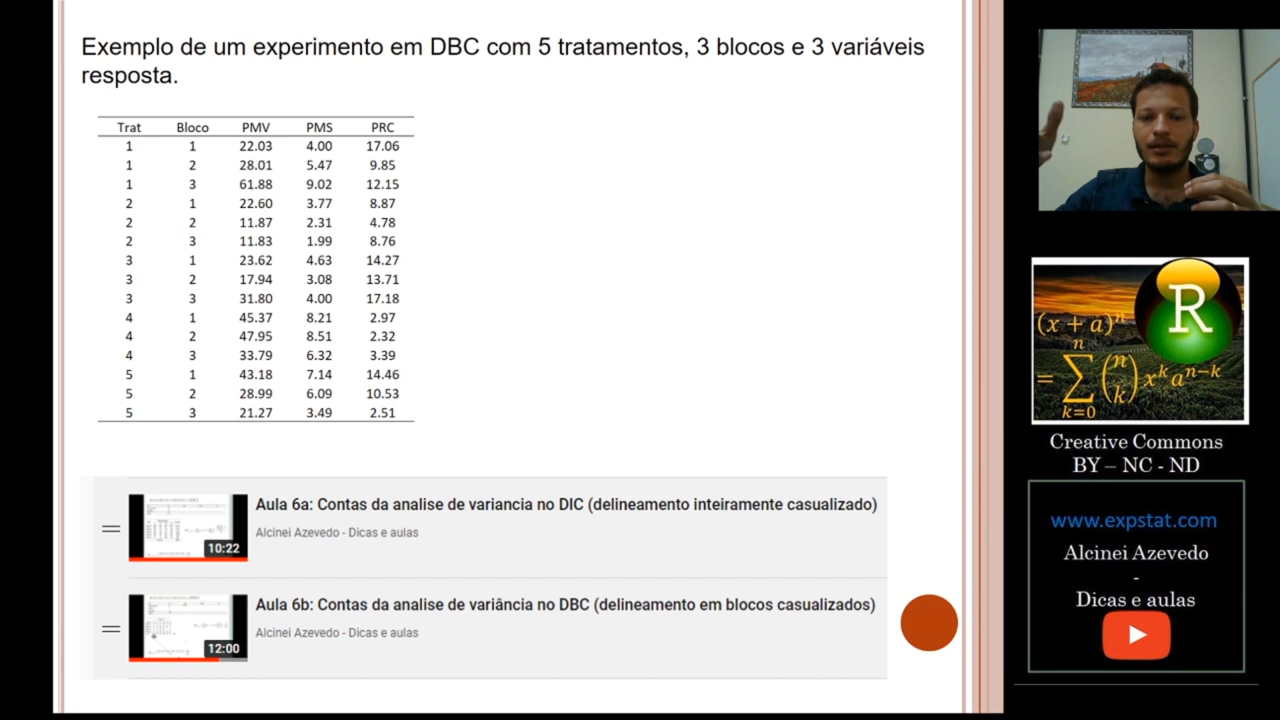 Exemplo de um experimento em DBC com 5 tratamentos, 3 blocos e 3 variáveis
resposta.
Trat Bloco PMV PMS PRC
1 1 22.03 4.00 17.06
1 2 28.01 5.47 9.85
1 3 61.88 9.02 12.15
2 1 22.60 3.77 8.87
2 2 11.87 2.31 4.78
2 3 11.83 1.99 8.76
3 1 23.62 4.63 14.27
3 2 17.94 3.08 13.71
3 3 31.80 4.00 17.18
4 1 45.37 8.21 2.97
4 2 47.95 8.51 2.32
4 3 33.79 6.32 3.39
5 1 43.18 7.14 14.46
5 2 28.99 6.09 10.53
5 3 21.27 3.49 2.51
Aula 6a: Contas da analise de variancia no DIC (delineamento inteiramente casualizado)
Alcinei Azevedo - Dicas e aulas
10:22
Aula 6b: Contas da analise de variância no DBC (delineamento em blocos casualizados)
Alcinei Azevedo - Dicas e aulas
12:00
R
(x + a)^n
= ∑ n k=0 (n k) x^k a^n-k
Creative Commons
BY – NC - ND
www.expstat.com
Alcinei Azevedo
-
Dicas e aulas